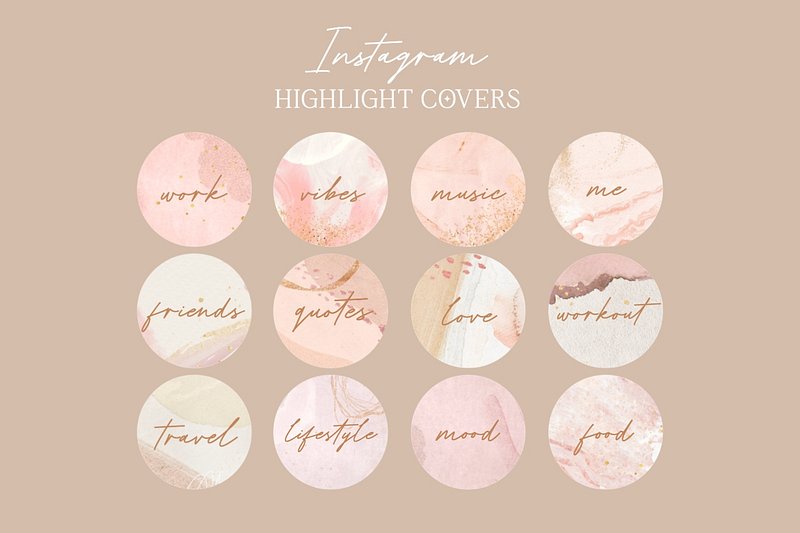 Instagram
HIGHLIGHT COVERS
work vibes music me
friends quotes love workout
travel lifestyle mood food